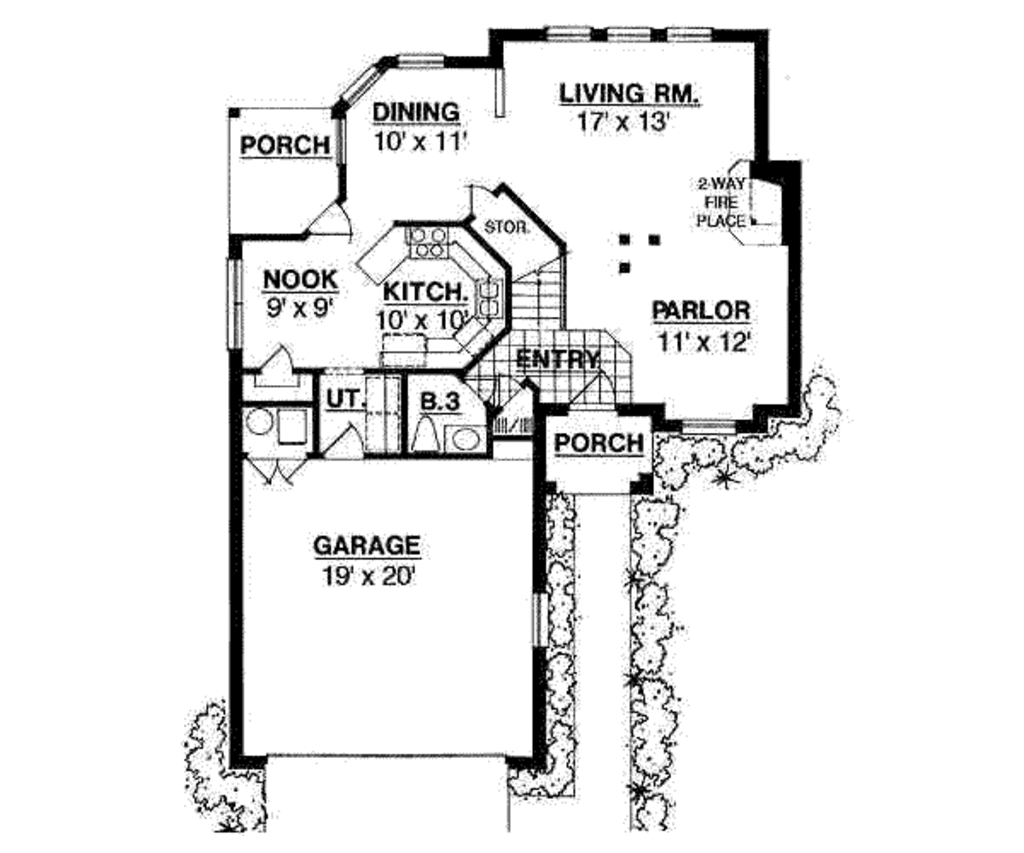 LIVING RM.
17' x 13'
DINING
10' x 11'
PORCH
2-WAY
FIRE
PLACE
STOR.
NOOK
9' x 9'
KITCH.
10' x 10'
PARLOR
11' x 12'
ENTRY
UT.
B.3
PORCH
GARAGE
19' x 20'